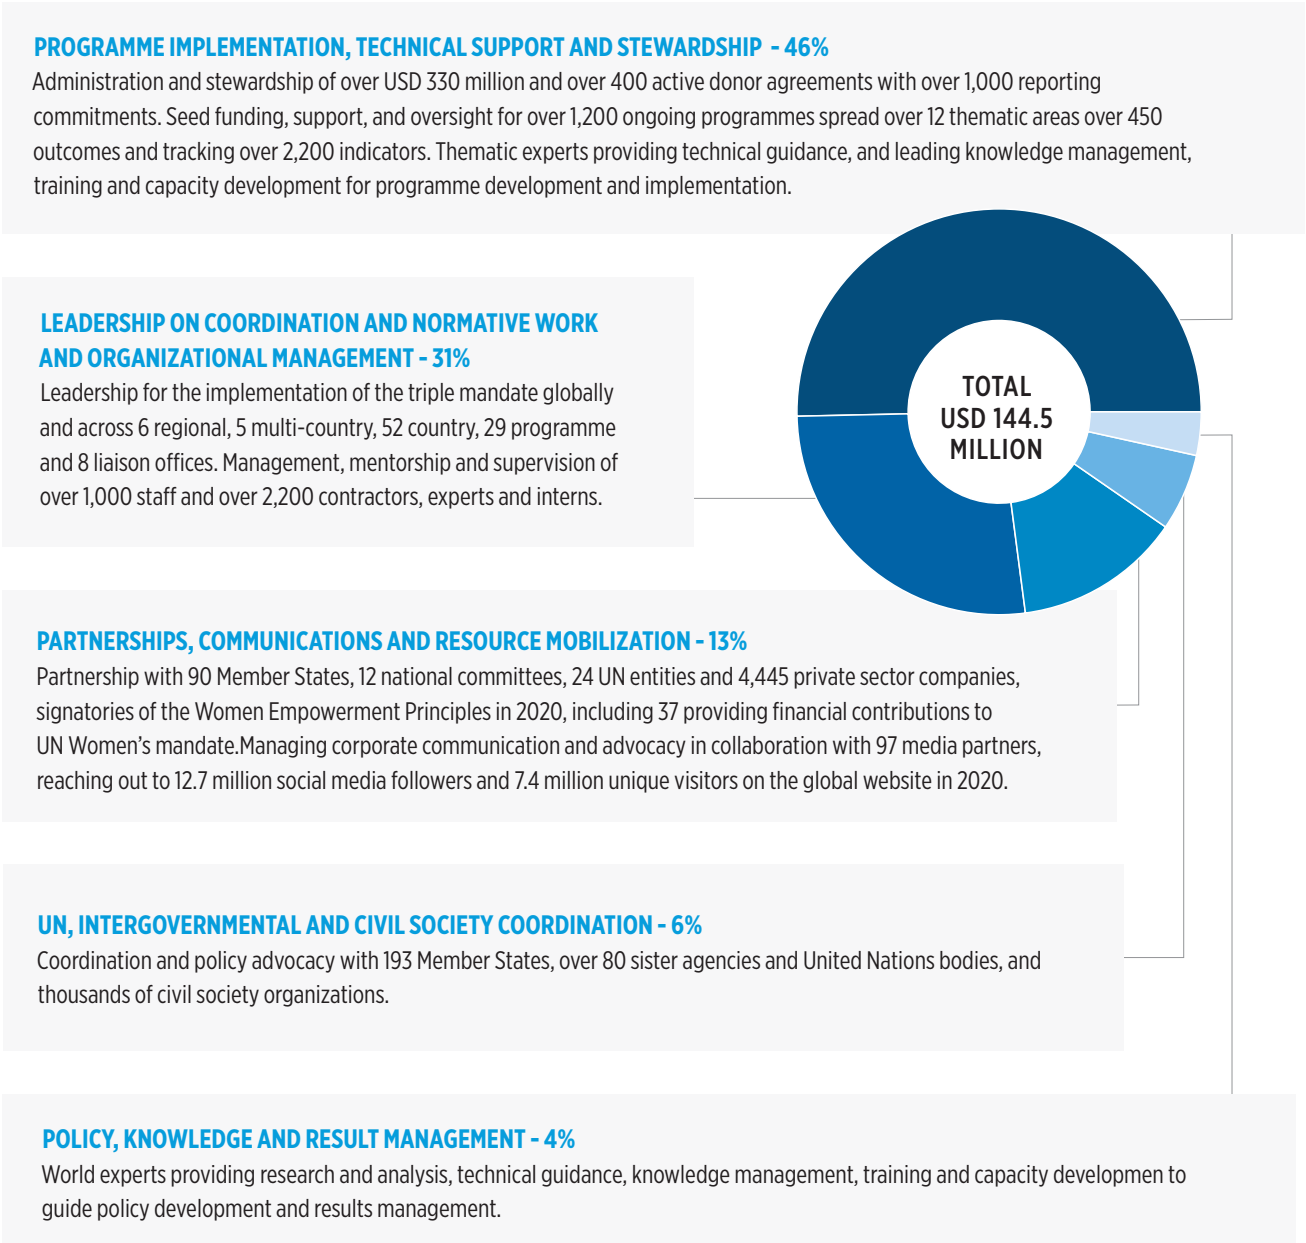 PROGRAMME IMPLEMENTATION, TECHNICAL SUPPORT AND STEWARDSHIP - 46%
Administration and stewardship of over USD 330 million and over 400 active donor agreements with over 1,000 reporting
commitments. Seed funding, support, and oversight for over 1,200 ongoing programmes spread over 12 thematic areas over 450
outcomes and tracking over 2,200 indicators. Thematic experts providing technical guidance, and leading knowledge management,
training and capacity development for programme development and implementation.
LEADERSHIP ON COORDINATION AND NORMATIVE WORK
AND ORGANIZATIONAL MANAGEMENT - 31%
Leadership for the implementation of the triple mandate globally
and across 6 regional, 5 multi-country, 52 country, 29 programme
and 8 liaison offices. Management, mentorship and supervision of
over 1,000 staff and over 2,200 contractors, experts and interns.
TOTAL
USD 144.5
MILLION
PARTNERSHIPS, COMMUNICATIONS AND RESOURCE MOBILIZATION - 13%
Partnership with 90 Member States, 12 national committees, 24 UN entities and 4,445 private sector companies,
signatories of the Women Empowerment Principles in 2020, including 37 providing financial contributions to
UN Women’s mandate.Managing corporate communication and advocacy in collaboration with 97 media partners,
reaching out to 12.7 million social media followers and 7.4 million unique visitors on the global website in 2020.
UN, INTERGOVERNMENTAL AND CIVIL SOCIETY COORDINATION - 6%
Coordination and policy advocacy with 193 Member States, over 80 sister agencies and United Nations bodies, and
thousands of civil society organizations.
POLICY, KNOWLEDGE AND RESULT MANAGEMENT - 4%
World experts providing research and analysis, technical guidance, knowledge management, training and capacity developmen to
guide policy development and results management.